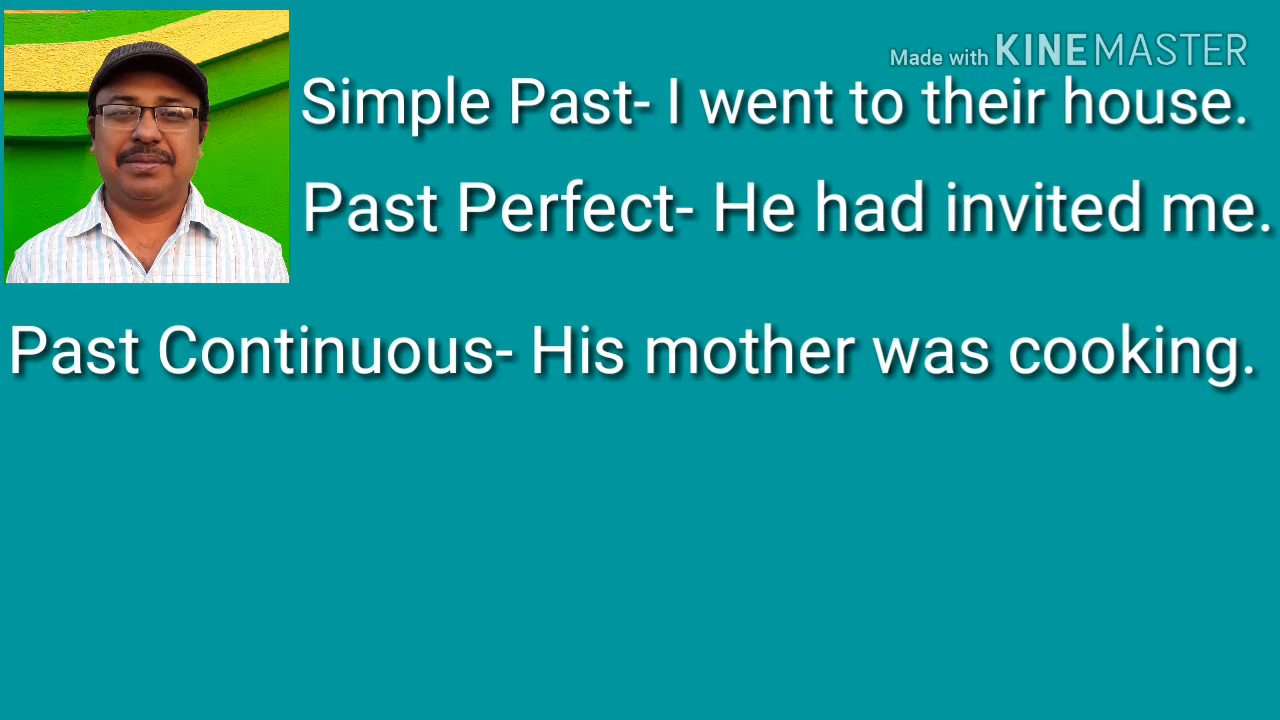 Made with KINEMASTER
Simple Past- I went to their house.
Past Perfect- He had invited me.
Past Continuous- His mother was cooking.